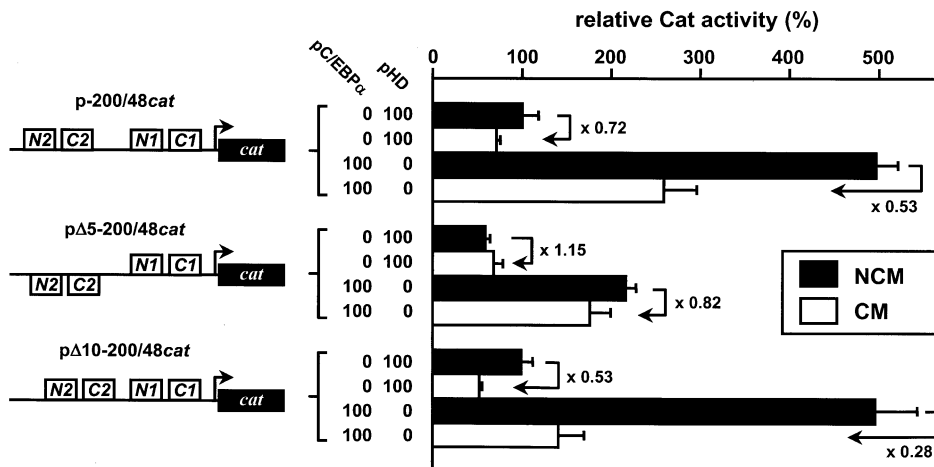 relative Cat activity (%)
pC/EBPα pHD
0 100 200 300 400 500
p-200/48cat
N2 C2 N1 C1 cat
0 100
0 100
100 0
100 0
x 0.72
x 0.53
pΔ5-200/48cat
N1 C1 cat
N2 C2
0 100
0 100
100 0
100 0
x 1.15
x 0.82
NCM
CM
pΔ10-200/48cat
N2 C2 N1 C1 cat
0 100
0 100
100 0
100 0
x 0.53
x 0.28